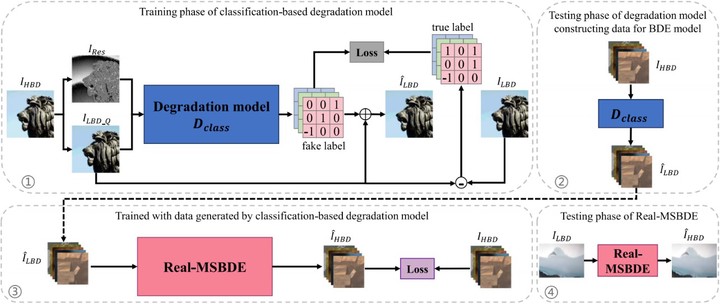 Training phase of classification-based degradation model
I_HBD
I_Res
I_LBD_Q
Degradation model
D_class
Loss
true label
1 0 1
0 0 1
-1 0 0
0 0 1
0 1 0
-1 0 0
fake label
Î_LBD
I_LBD
①
Testing phase of degradation model
constructing data for BDE model
I_HBD
D_class
Î_LBD
②
Trained with data generated by classification-based degradation model
Î_LBD
Real-MSBDE
Î_HBD
Loss
I_HBD
③
Testing phase of Real-MSBDE
I_LBD
Real-
MSBDE
Î_HBD
④